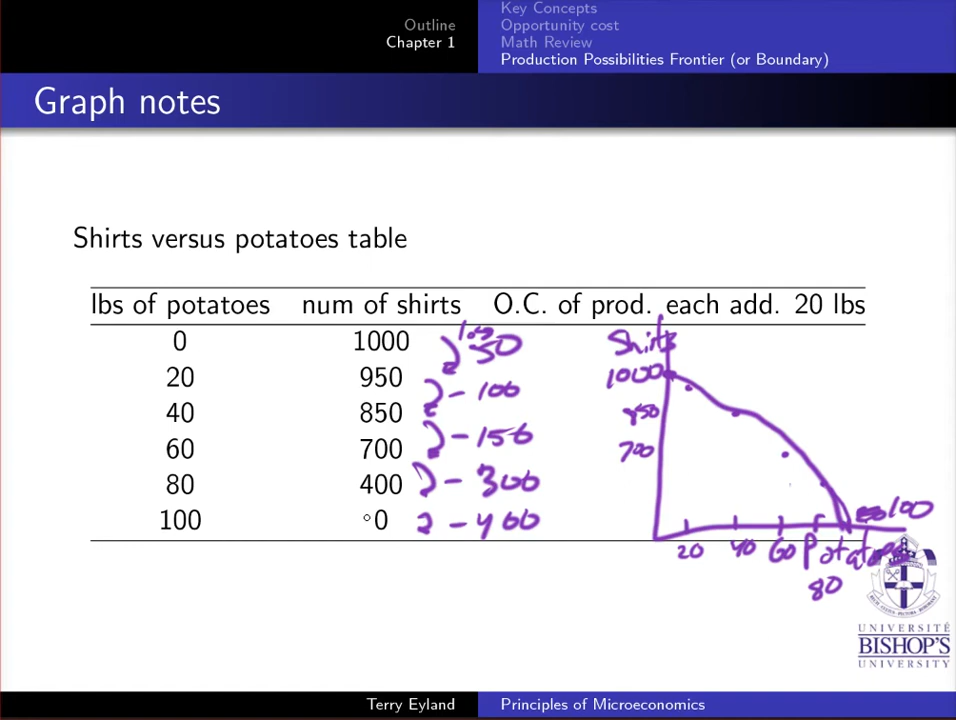 Outline
Chapter 1
Key Concepts
Opportunity cost
Math Review
Production Possibilities Frontier (or Boundary)
Graph notes
Shirts versus potatoes table
lbs of potatoes num of shirts O.C. of prod. each add. 20 lbs
0 1000 50
20 950 - 100
40 850 - 150
60 700 - 300
80 400 - 400
100 0
Shirts
1000
850
700
100
20 40 60 Potatoes
80
UNIVERSITÉ
BISHOP'S
UNIVERSITY
Terry Eyland Principles of Microeconomics